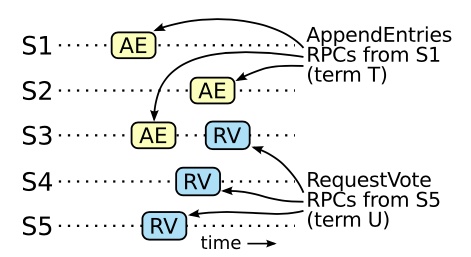 S1
AE
AppendEntries
RPCs from S1
(term T)
S2
AE
S3
AE
RV
S4
RV
RequestVote
RPCs from S5
(term U)
S5
RV
time